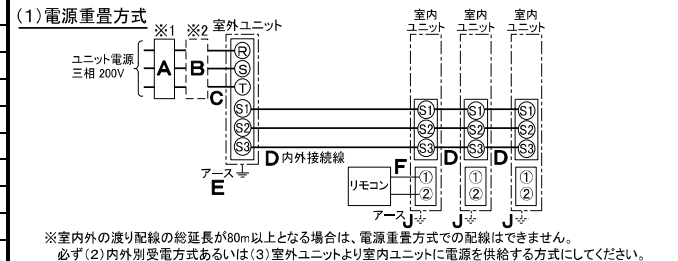 (1)電源重畳方式
※1 ※2 室外ユニット
室内ユニット 室内ユニット 室内ユニット
ユニット電源
三相 200V
A B C
R
S
T
S1 S1 S1 S1
S2 S2 S2 S2
S3 S3 S3 S3
D 内外接続線 F D D
アース
E
リモコン
① ① ①
② ② ②
アース J J J
※室内外の渡り配線の総延長が80m以上となる場合は、電源重畳方式での配線はできません。
必ず(2)内外別受電方式あるいは(3)室外ユニットより室内ユニットに電源を供給する方式にしてください。